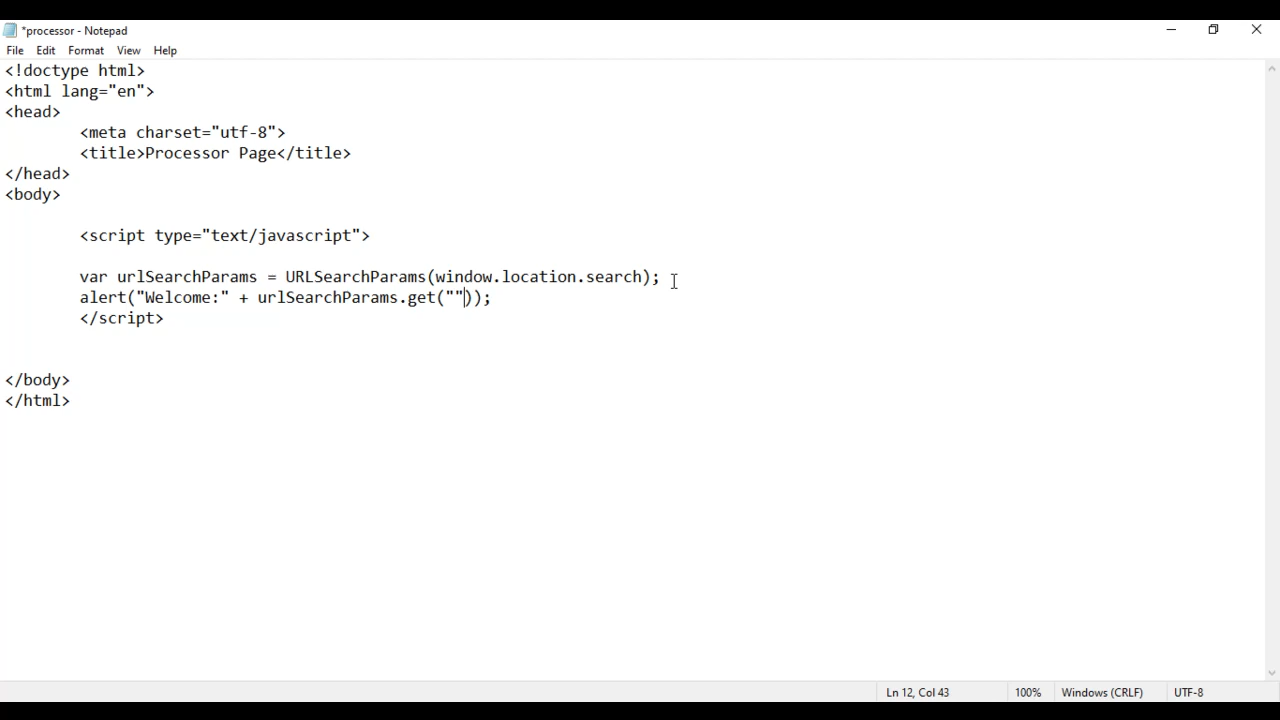 *processor - Notepad
File Edit Format View Help
<!doctype html>
<html lang="en">
<head>
<meta charset="utf-8">
<title>Processor Page</title>
</head>
<body>
<script type="text/javascript">
var urlSearchParams = URLSearchParams(window.location.search);
alert("Welcome:" + urlSearchParams.get(""));
</script>
</body>
</html>
Ln 12, Col 43 100% Windows (CRLF) UTF-8